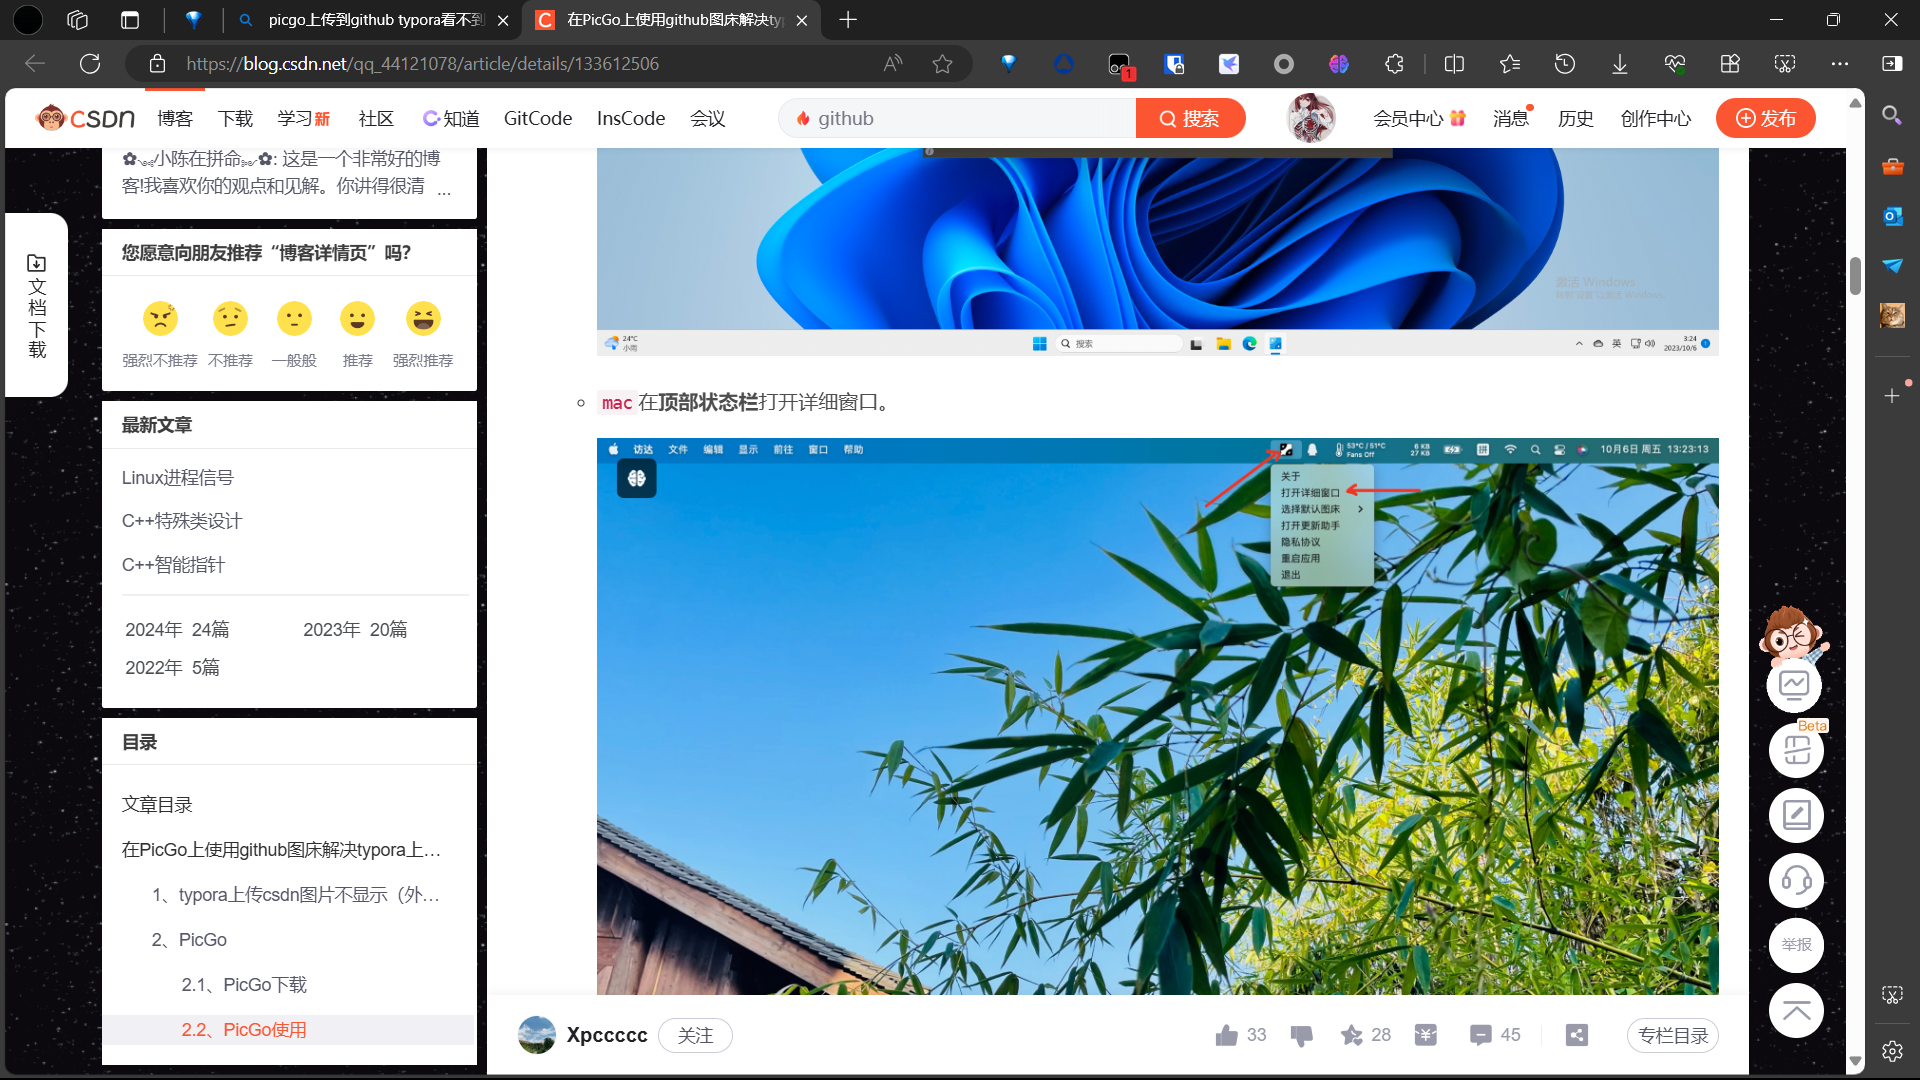 picgo上传到github typora看不到
在PicGo上使用github图床解决typ
https://blog.csdn.net/qq_44121078/article/details/133612506
1
CSDN
博客
下载
学习新
社区
知道
GitCode
InsCode
会议
github
搜索
会员中心
消息
历史
创作中心
发布
文档下载
小陈在拼命: 这是一个非常好的博
客!我喜欢你的观点和见解。你讲得很清 ...
您愿意向朋友推荐“博客详情页”吗?
强烈不推荐
不推荐
一般般
推荐
强烈推荐
最新文章
Linux进程信号
C++特殊类设计
C++智能指针
2024年 24篇
2023年 20篇
2022年 5篇
目录
文章目录
在PicGo上使用github图床解决typora上…
1、typora上传csdn图片不显示（外…
2、PicGo
2.1、PicGo下载
2.2、PicGo使用
激活 Windows
24°C
小雨
搜索
英
3:24
2023/10/6
mac 在顶部状态栏打开详细窗口。
访达 文件 编辑 显示 前往 窗口 帮助
53°C / 51°C
Fans Off
6 KB
27 KB
拼
10月6日 周五 13:23:13
关于
打开详细窗口
选择默认图床
打开更新助手
隐私协议
重启应用
退出
Beta
举报
Xpccccc
关注
33
28
45
专栏目录